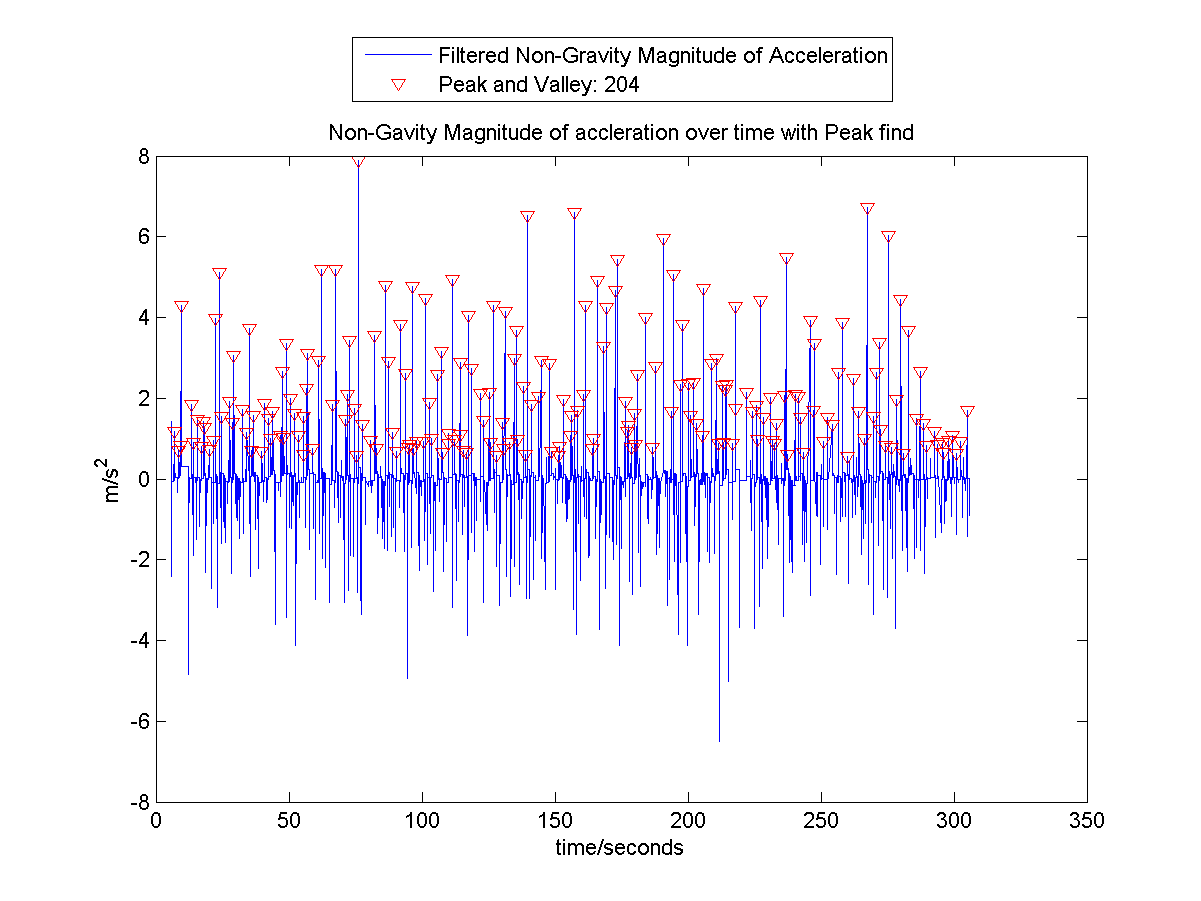 Filtered Non-Gravity Magnitude of Acceleration
Peak and Valley: 204
Non-Gavity Magnitude of accleration over time with Peak find
8
6
4
2
0
-2
-4
-6
-8
m/s²
0 50 100 150 200 250 300 350
time/seconds